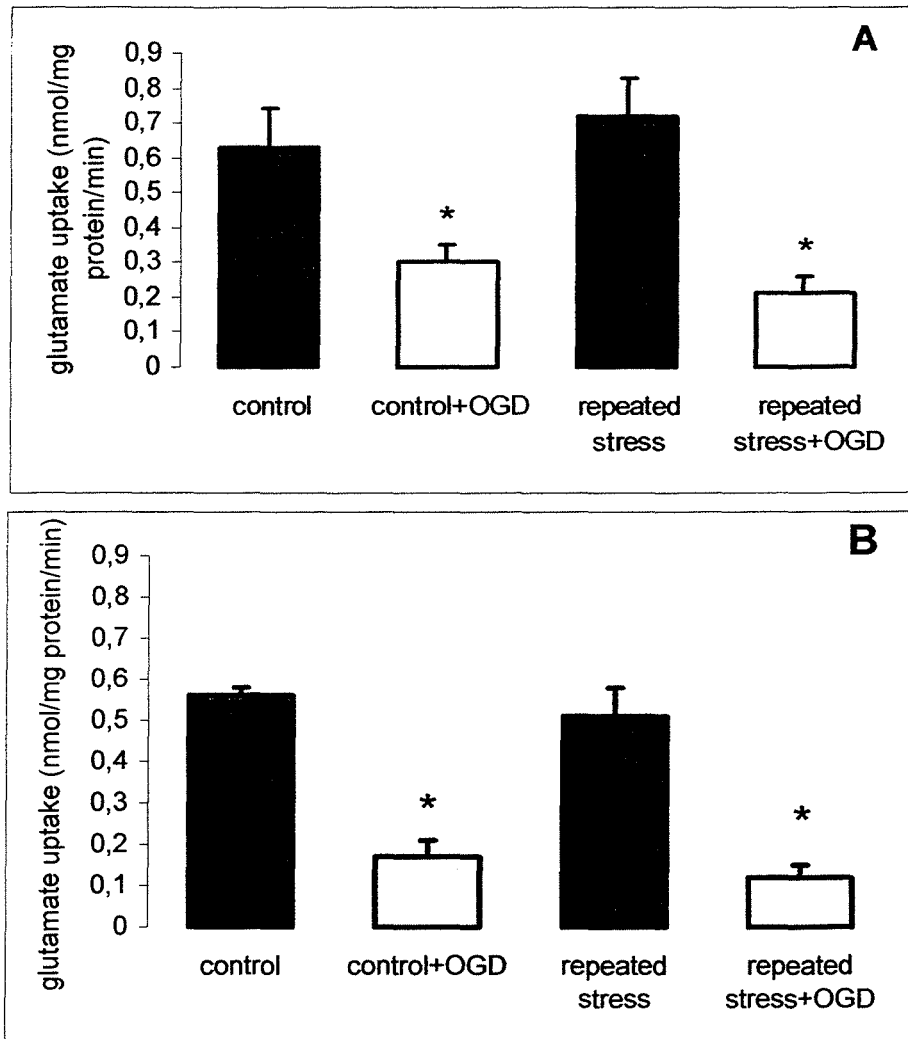 A
glutamate uptake (nmol/mg
protein/min)
0,9
0,8
0,7
0,6
0,5
0,4
0,3
0,2
0,1
0
*
*
control
control+OGD
repeated
stress
repeated
stress+OGD
B
glutamate uptake (nmol/mg protein/min)
0,9
0,8
0,7
0,6
0,5
0,4
0,3
0,2
0,1
0
*
*
control
control+OGD
repeated
stress
repeated
stress+OGD